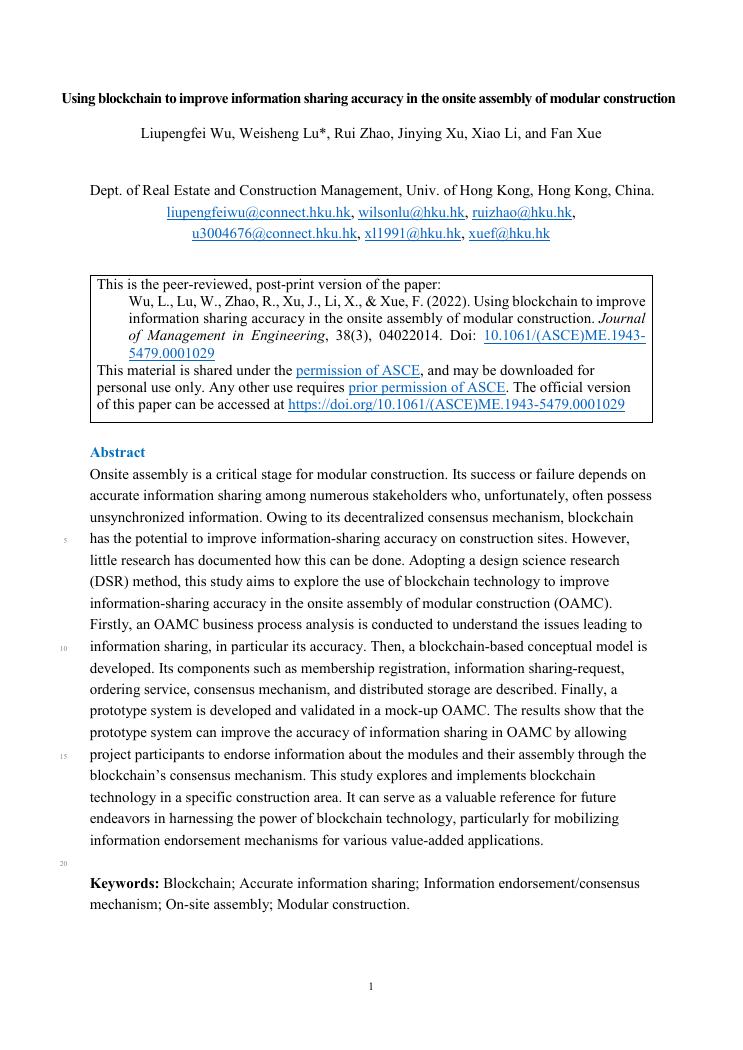 Using blockchain to improve information sharing accuracy in the onsite assembly of modular construction
Liupengfei Wu, Weisheng Lu*, Rui Zhao, Jinying Xu, Xiao Li, and Fan Xue
Dept. of Real Estate and Construction Management, Univ. of Hong Kong, Hong Kong, China.
liupengfeiwu@connect.hku.hk, wilsonlu@hku.hk, ruizhao@hku.hk,
u3004676@connect.hku.hk, xl1991@hku.hk, xuef@hku.hk
This is the peer-reviewed, post-print version of the paper:
Wu, L., Lu, W., Zhao, R., Xu, J., Li, X., & Xue, F. (2022). Using blockchain to improve
information sharing accuracy in the onsite assembly of modular construction. Journal
of Management in Engineering, 38(3), 04022014. Doi: 10.1061/(ASCE)ME.1943-
5479.0001029
This material is shared under the permission of ASCE, and may be downloaded for
personal use only. Any other use requires prior permission of ASCE. The official version
of this paper can be accessed at https://doi.org/10.1061/(ASCE)ME.1943-5479.0001029
Abstract
Onsite assembly is a critical stage for modular construction. Its success or failure depends on
accurate information sharing among numerous stakeholders who, unfortunately, often possess
unsynchronized information. Owing to its decentralized consensus mechanism, blockchain
5 has the potential to improve information-sharing accuracy on construction sites. However,
little research has documented how this can be done. Adopting a design science research
(DSR) method, this study aims to explore the use of blockchain technology to improve
information-sharing accuracy in the onsite assembly of modular construction (OAMC).
Firstly, an OAMC business process analysis is conducted to understand the issues leading to
10 information sharing, in particular its accuracy. Then, a blockchain-based conceptual model is
developed. Its components such as membership registration, information sharing-request,
ordering service, consensus mechanism, and distributed storage are described. Finally, a
prototype system is developed and validated in a mock-up OAMC. The results show that the
prototype system can improve the accuracy of information sharing in OAMC by allowing
15 project participants to endorse information about the modules and their assembly through the
blockchain's consensus mechanism. This study explores and implements blockchain
technology in a specific construction area. It can serve as a valuable reference for future
endeavors in harnessing the power of blockchain technology, particularly for mobilizing
information endorsement mechanisms for various value-added applications.
20
Keywords: Blockchain; Accurate information sharing; Information endorsement/consensus
mechanism; On-site assembly; Modular construction.
1